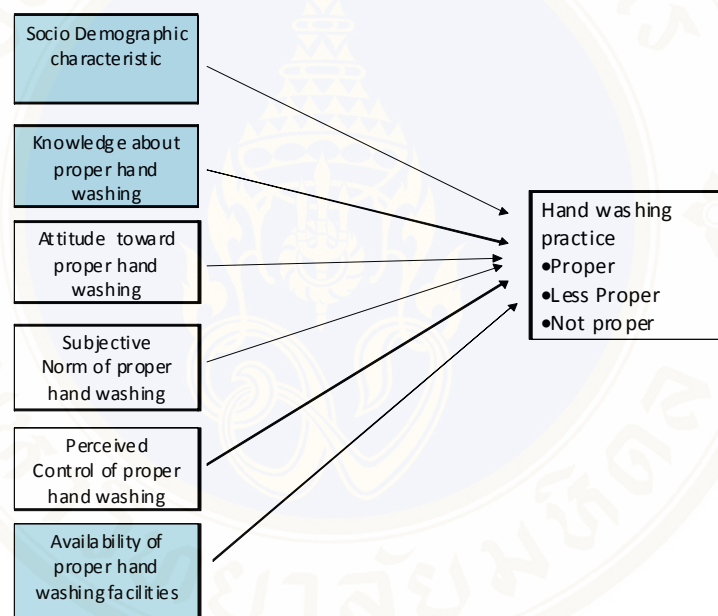 Socio Demographic
characteristic
Knowledge about
proper hand
washing
Attitude toward
proper hand
washing
Subjective
Norm of proper
hand washing
Perceived
Control of proper
hand washing
Availability of
proper hand
washing facilities
Hand washing
practice
•Proper
•Less Proper
•Not proper